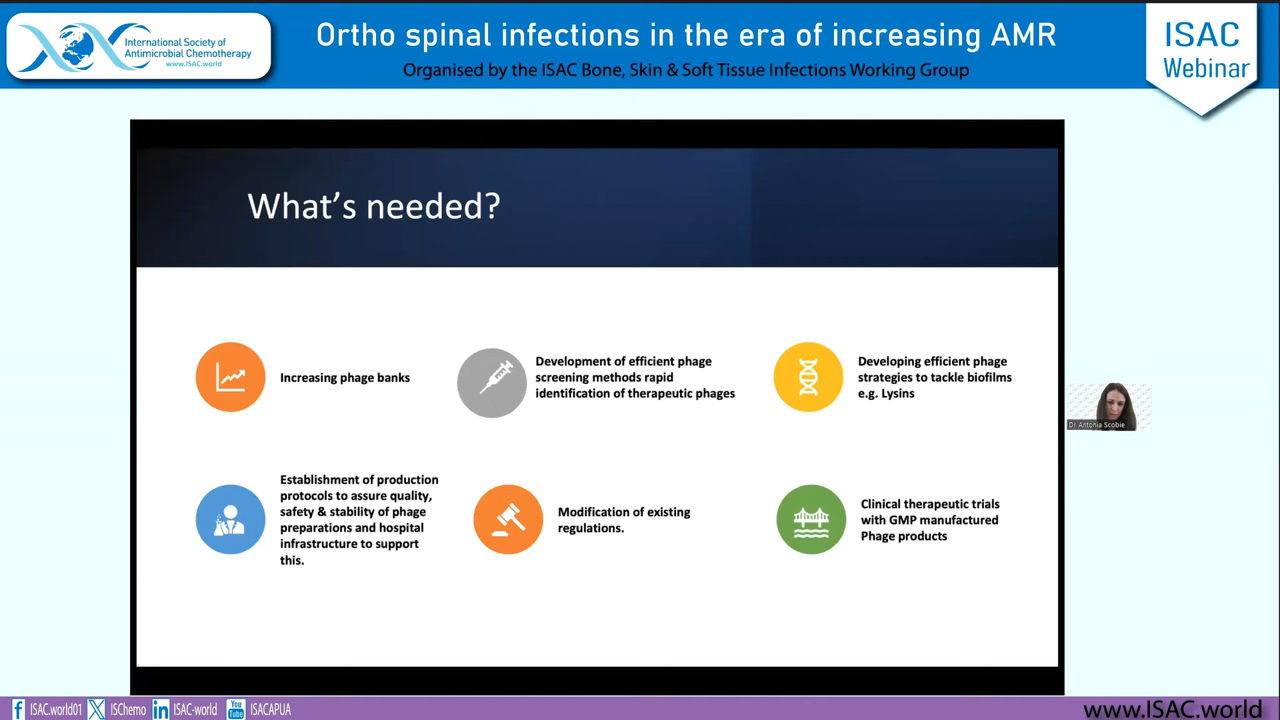 International Society of
Antimicrobial Chemotherapy
www.ISAC.world
Ortho spinal infections in the era of increasing AMR
Organised by the ISAC Bone, Skin & Soft Tissue Infections Working Group
ISAC
Webinar
What's needed?
Increasing phage banks
Development of efficient phage
screening methods rapid
identification of therapeutic phages
Developing efficient phage
strategies to tackle biofilms
e.g. Lysins
Establishment of production
protocols to assure quality,
safety & stability of phage
preparations and hospital
infrastructure to support
this.
Modification of existing
regulations.
Clinical therapeutic trials
with GMP manufactured
Phage products
Dr Antonia Scobie
ISAC.world01
ISChemo
ISAC-world
You
Tube
ISACAPUA
www.ISAC.world